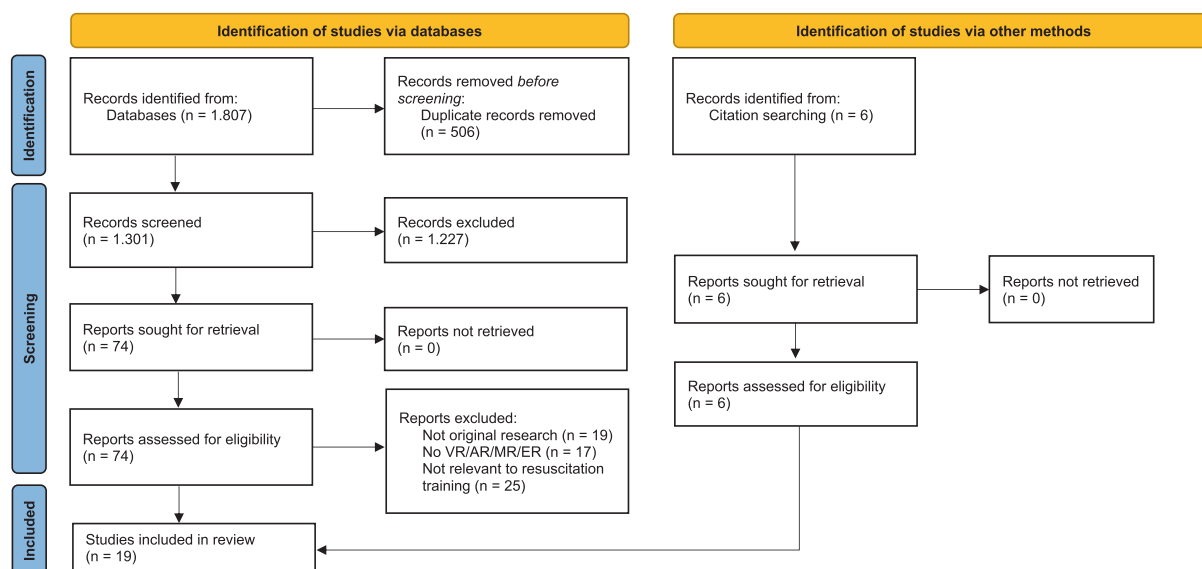 Identification of studies via databases
Identification of studies via other methods
Identification
Records identified from:
Databases (n = 1.807)
Records removed before
screening:
Duplicate records removed
(n = 506)
Records identified from:
Citation searching (n = 6)
Screening
Records screened
(n = 1.301)
Records excluded
(n = 1.227)
Reports sought for retrieval
(n = 74)
Reports not retrieved
(n = 0)
Reports sought for retrieval
(n = 6)
Reports not retrieved
(n = 0)
Reports assessed for eligibility
(n = 74)
Reports excluded:
Not original research (n = 19)
No VR/AR/MR/ER (n = 17)
Not relevant to resuscitation
training (n = 25)
Reports assessed for eligibility
(n = 6)
Included
Studies included in review
(n = 19)